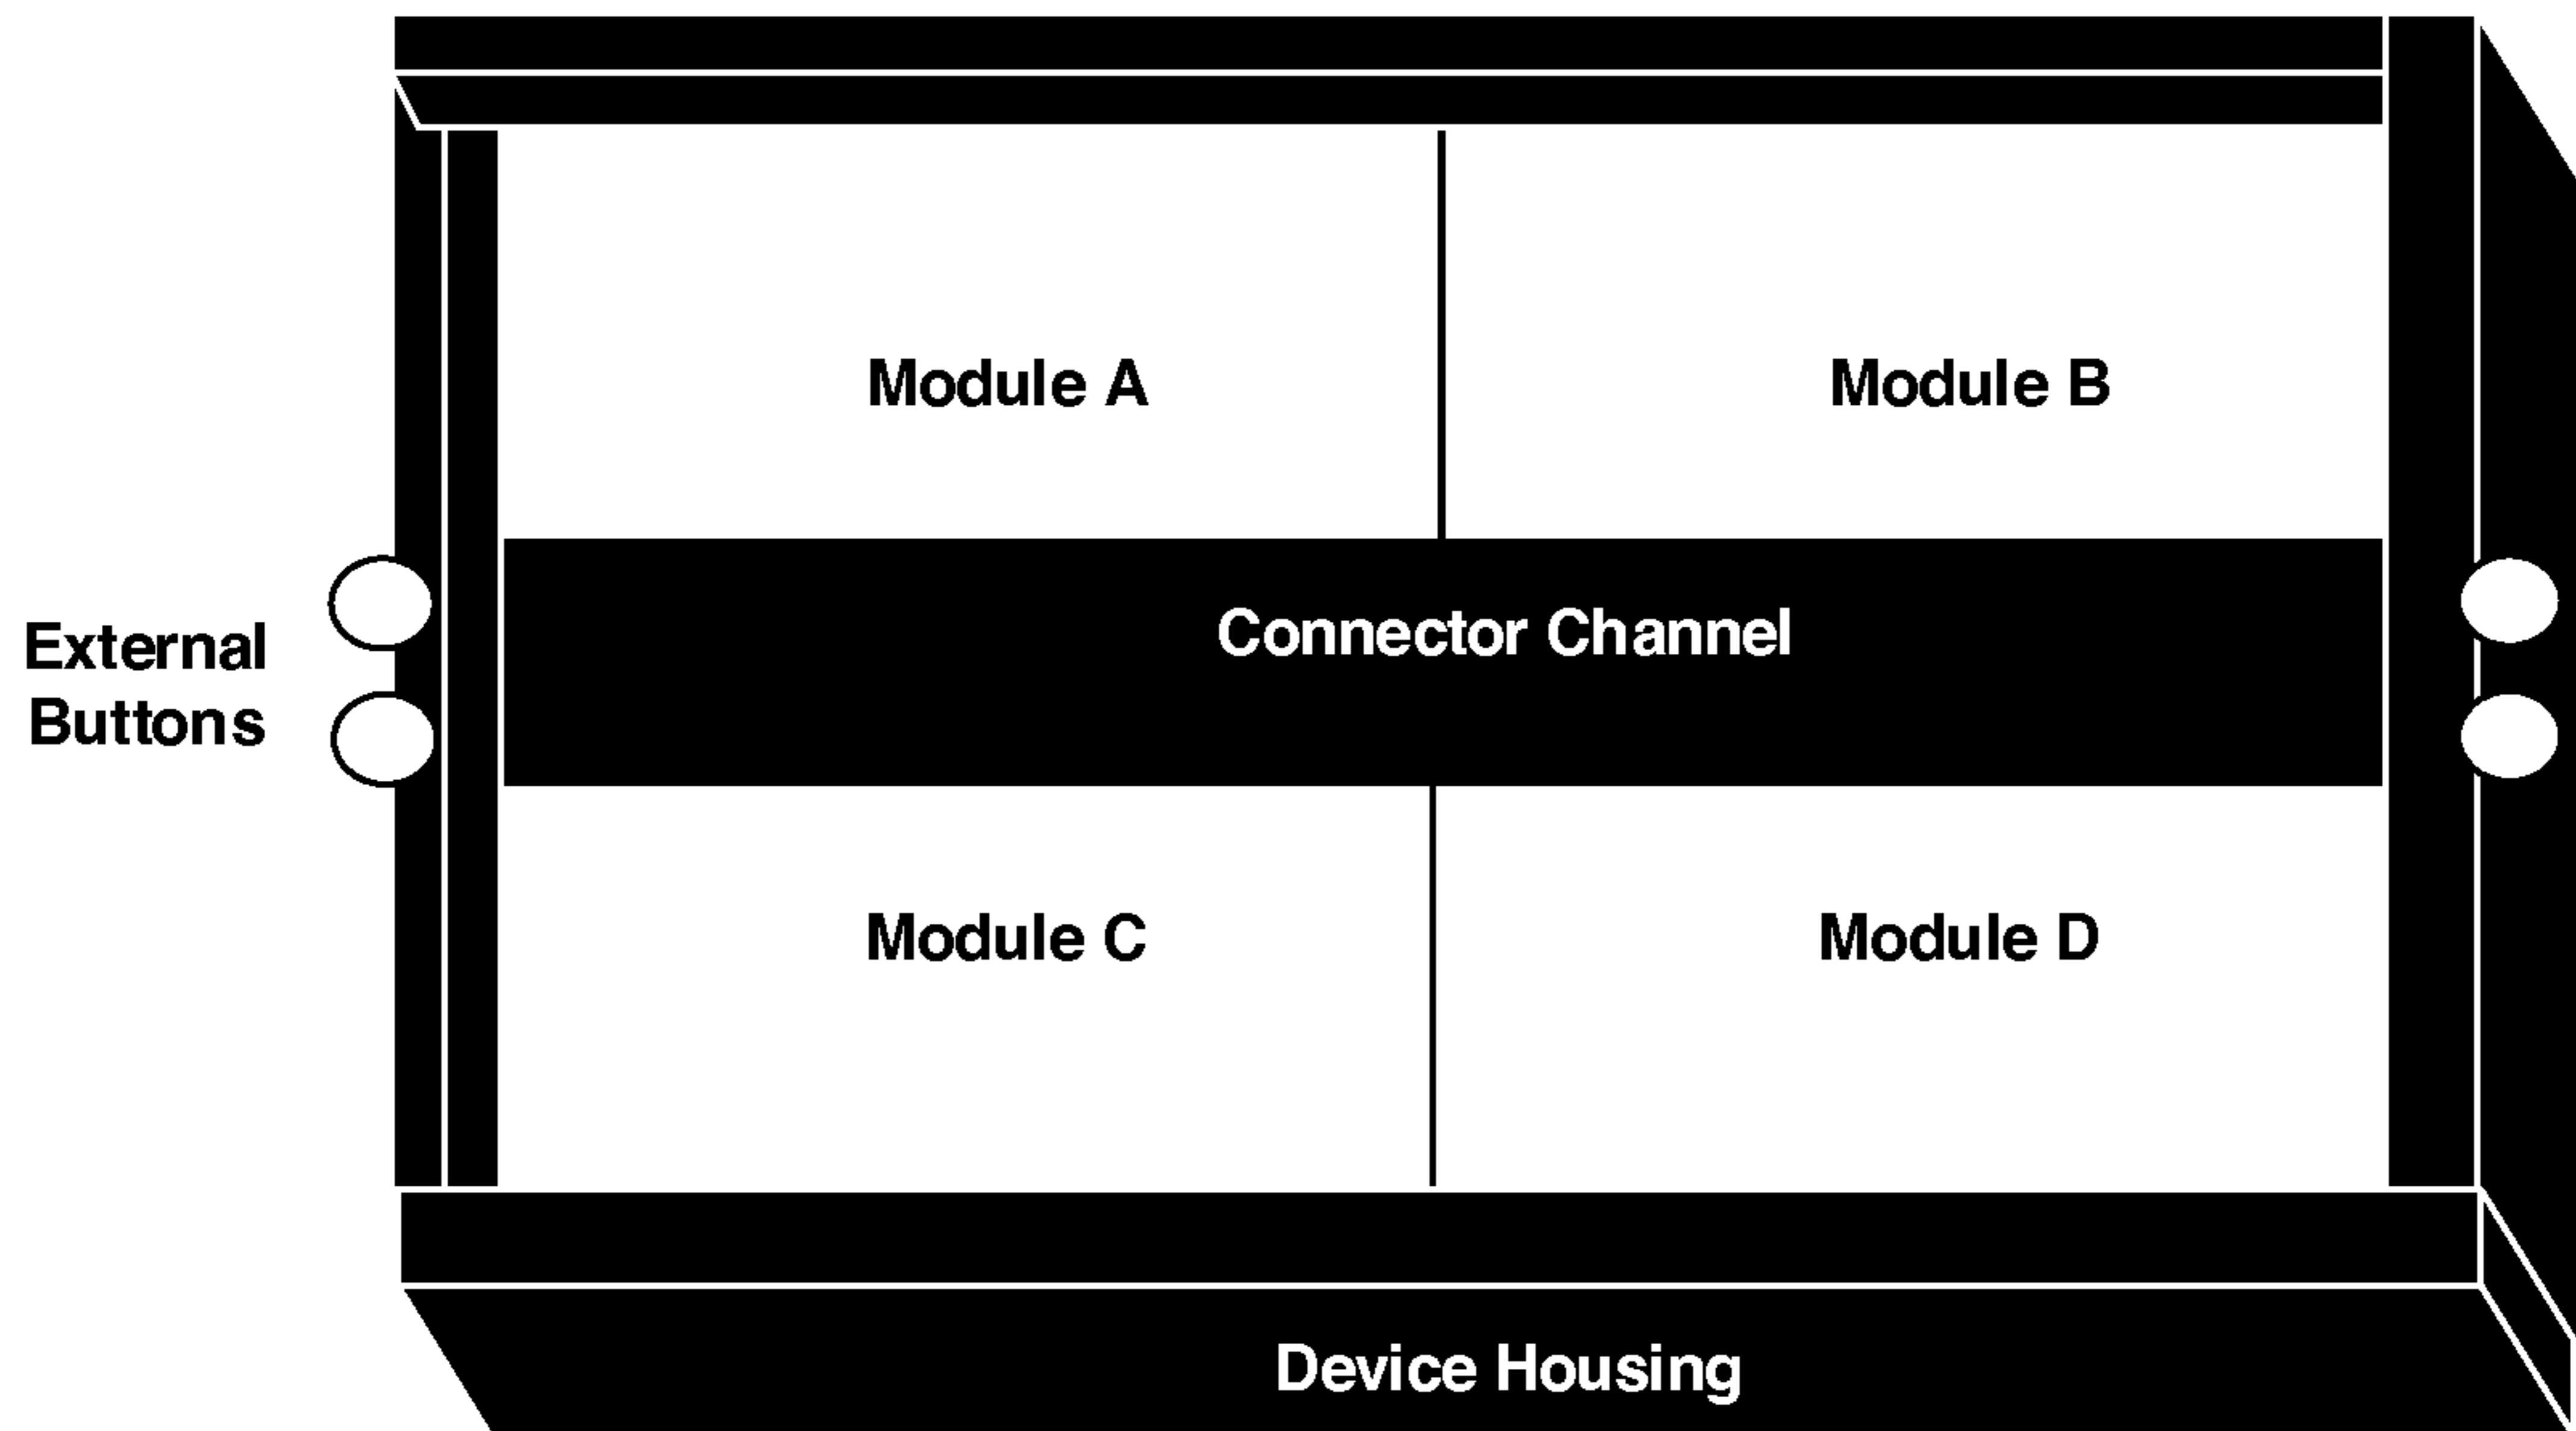 Module A
Module B
Connector Channel
External
Buttons
Module C
Module D
Device Housing